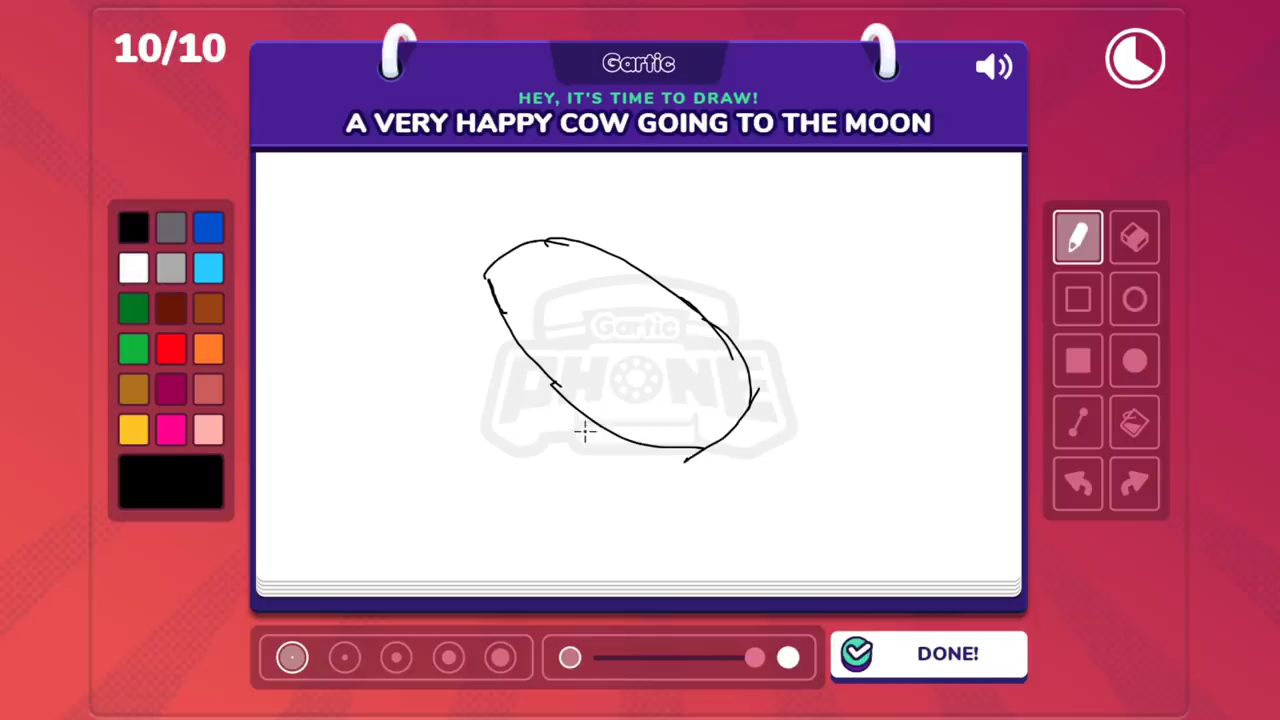 10/10
Gartic
HEY, IT'S TIME TO DRAW!
A VERY HAPPY COW GOING TO THE MOON
Gartic
PHONE
DONE!